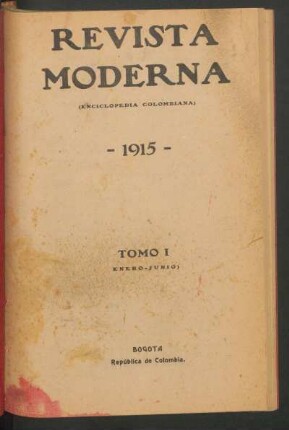 REVISTA
MODERNA
(ENCICLOPEDIA COLOMBIANA)
- 1915 -
TOMO I
ENERO-JUNIO)
BOGOTA
República de Colombia.